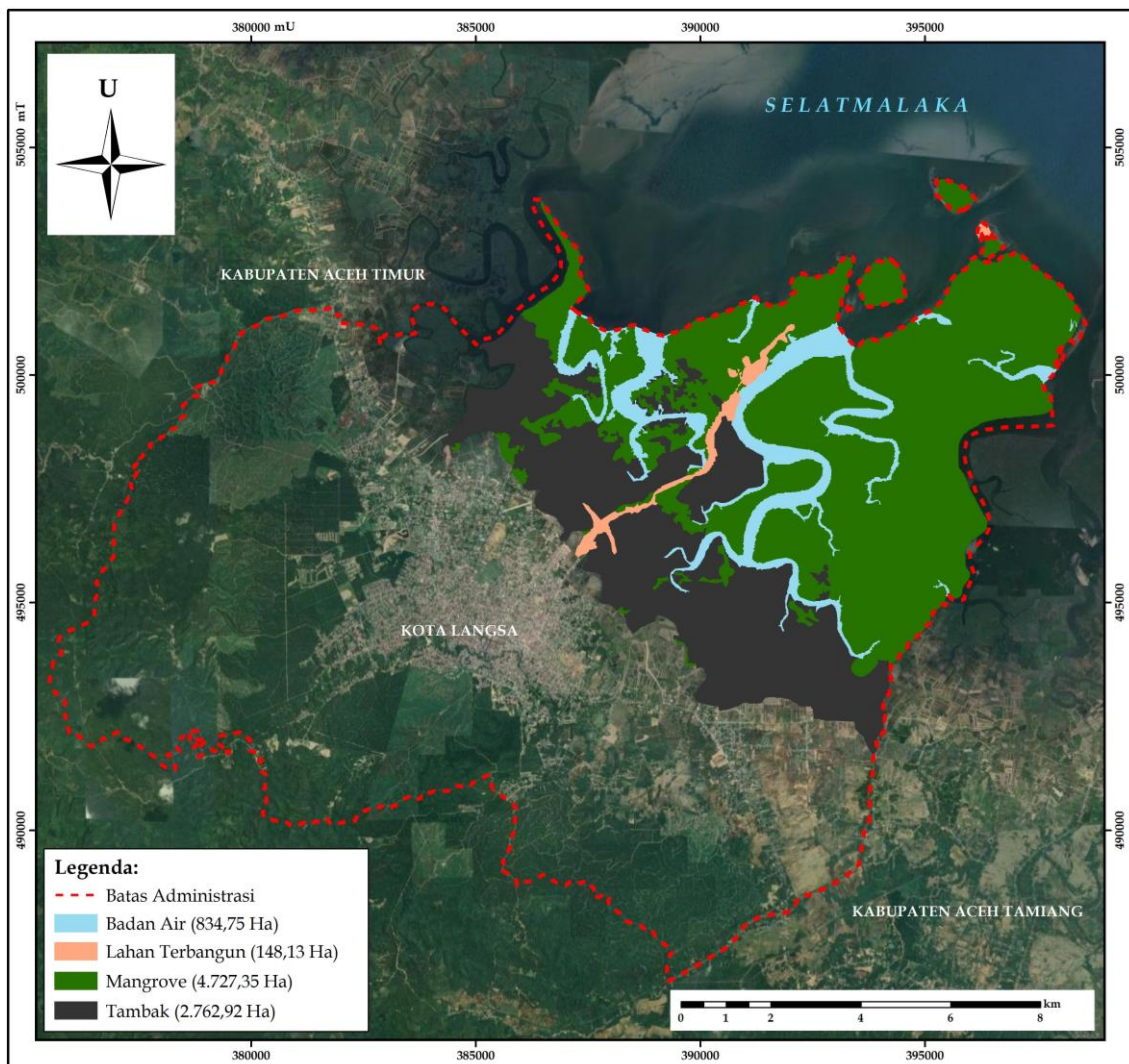 380000 mU
385000
390000
395000
U
SELATMALAKA
505000 mT
505000
KABUPATEN ACEH TIMUR
500000
500000
495000
495000
KOTA LANGSA
490000
490000
Legenda:
Batas Administrasi
Badan Air (834,75 Ha)
Lahan Terbangun (148,13 Ha)
Mangrove (4.727,35 Ha)
Tambak (2.762,92 Ha)
KABUPATEN ACEH TAMIANG
km
0 1 2 4 6 8
380000
385000
390000
395000